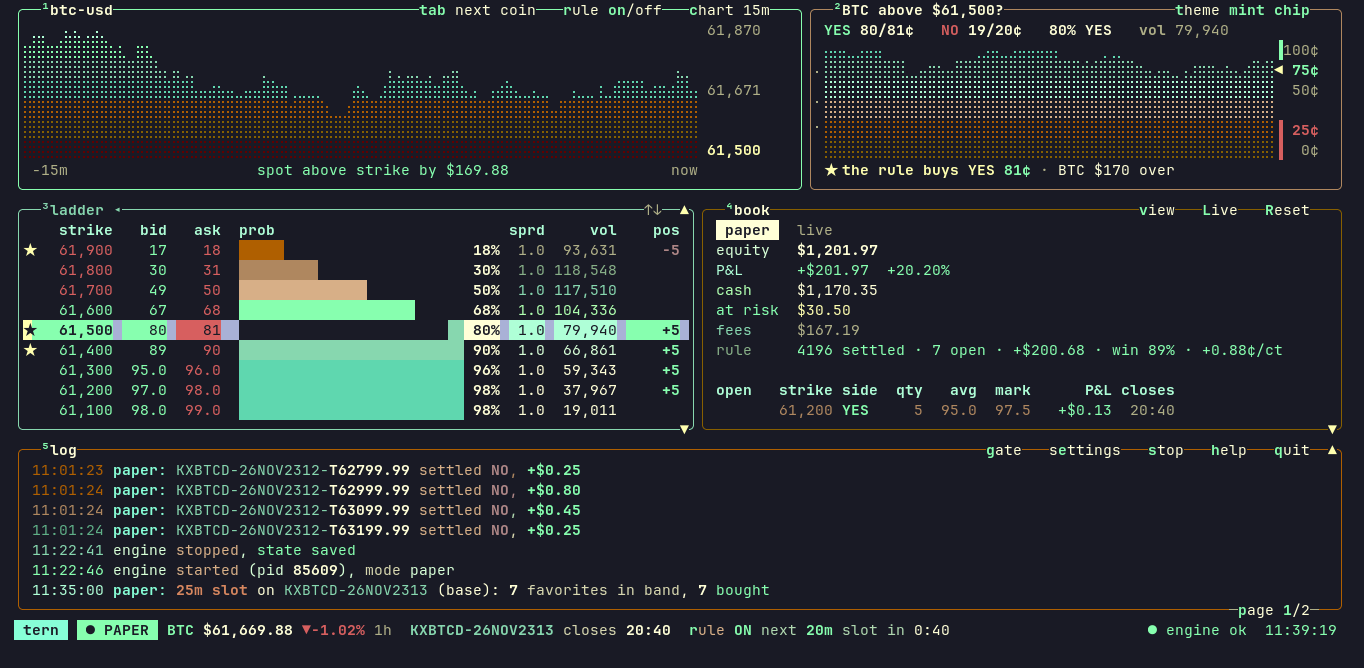 ¹btc-usd tab next coin rule on/off chart 15m
61,870
61,671
61,500
-15m spot above strike by $169.88 now
²BTC above $61,500? theme mint chip
YES 80/81¢ NO 19/20¢ 80% YES vol 79,940
100¢
◀ 75¢
50¢
25¢
0¢
★ the rule buys YES 81¢ · BTC $170 over
³ladder ◂ ↑↓ ▲
strike bid ask prob sprd vol pos
★ 61,900 17 18 18% 1.0 93,631 -5
61,800 30 31 30% 1.0 118,548
61,700 49 50 50% 1.0 117,510
61,600 67 68 68% 1.0 104,336
★ 61,500 80 81 80% 1.0 79,940 +5
★ 61,400 89 90 90% 1.0 66,861 +5
61,300 95.0 96.0 96% 1.0 59,343 +5
61,200 97.0 98.0 98% 1.0 37,967 +5
61,100 98.0 99.0 98% 1.0 19,011
▼
⁴book view Live Reset
paper live
equity $1,201.97
P&L +$201.97 +20.20%
cash $1,170.35
at risk $30.50
fees $167.19
rule 4196 settled · 7 open · +$200.68 · win 89% · +0.88¢/ct
open strike side qty avg mark P&L closes
61,200 YES 5 95.0 97.5 +$0.13 20:40
▼
⁵log gate settings stop help quit ▲
11:01:23 paper: KXBTCD-26NOV2312-T62799.99 settled NO, +$0.25
11:01:24 paper: KXBTCD-26NOV2312-T62999.99 settled NO, +$0.80
11:01:24 paper: KXBTCD-26NOV2312-T63099.99 settled NO, +$0.45
11:01:24 paper: KXBTCD-26NOV2312-T63199.99 settled NO, +$0.25
11:22:41 engine stopped, state saved
11:22:46 engine started (pid 85609), mode paper
11:35:00 paper: 25m slot on KXBTCD-26NOV2313 (base): 7 favorites in band, 7 bought
page 1/2
tern ● PAPER BTC $61,669.88 ▼-1.02% 1h KXBTCD-26NOV2313 closes 20:40 rule ON next 20m slot in 0:40 ● engine ok 11:39:19